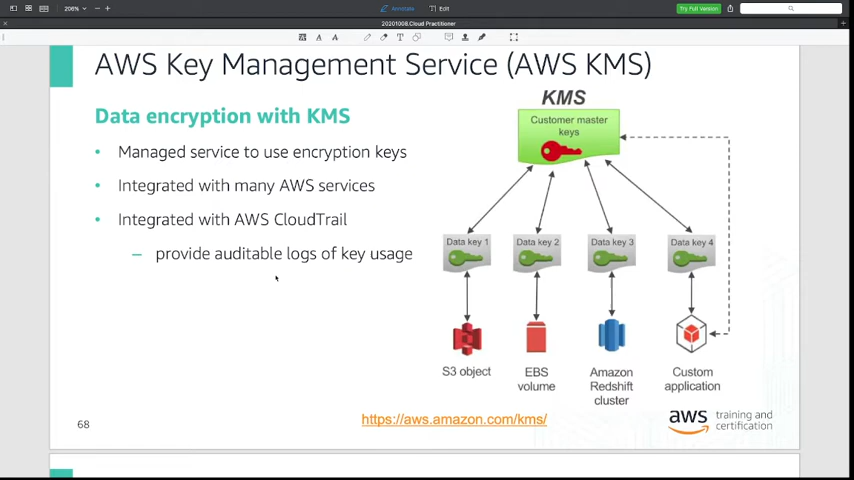 206%
Annotate
Edit
Try Full Version
20201008.Cloud Practitioner
AWS Key Management Service (AWS KMS)
Data encryption with KMS
• Managed service to use encryption keys
• Integrated with many AWS services
• Integrated with AWS CloudTrail
– provide auditable logs of key usage
KMS
Customer master
keys
Data key 1
Data key 2
Data key 3
Data key 4
S3 object
EBS
volume
Amazon
Redshift
cluster
Custom
application
68
https://aws.amazon.com/kms/
aws
training and
certification